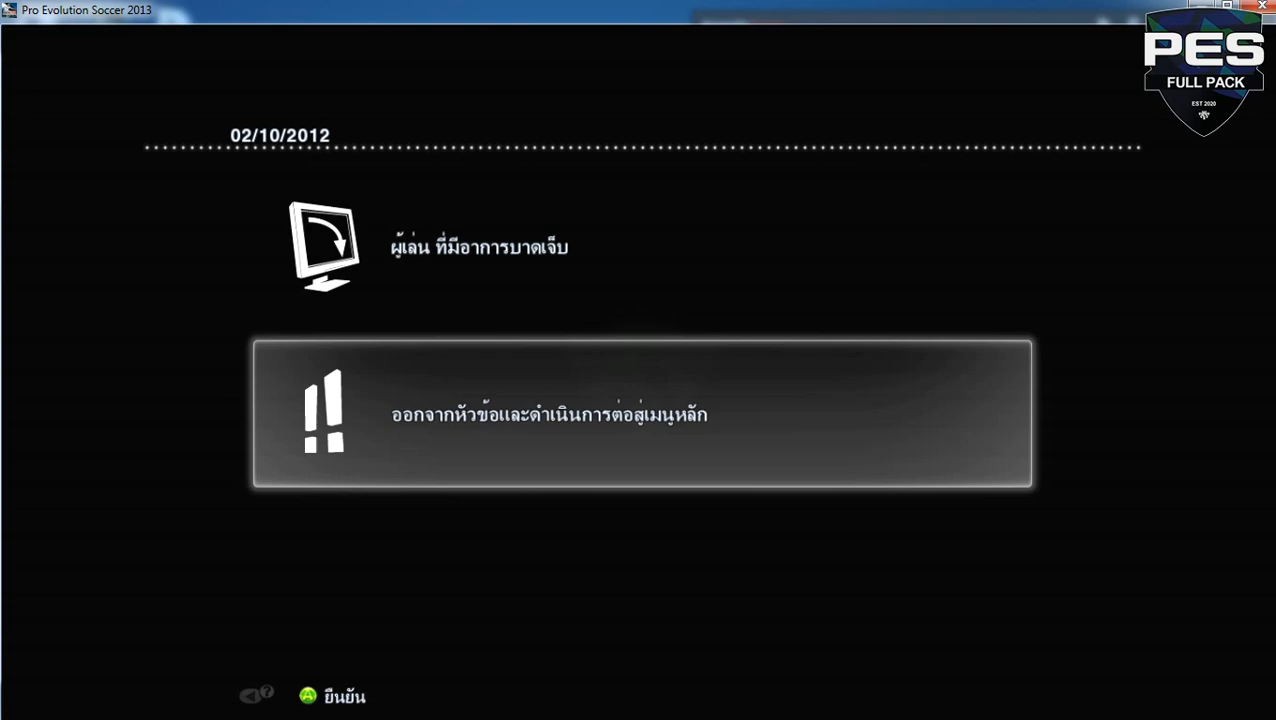 Pro Evolution Soccer 2013
PES
FULL PACK
EST 2020
02/10/2012
ผู้เล่น ที่มีอาการบาดเจ็บ
!!
ออกจากหัวข้อและดำเนินการต่อสู่เมนูหลัก
? A ยืนยัน